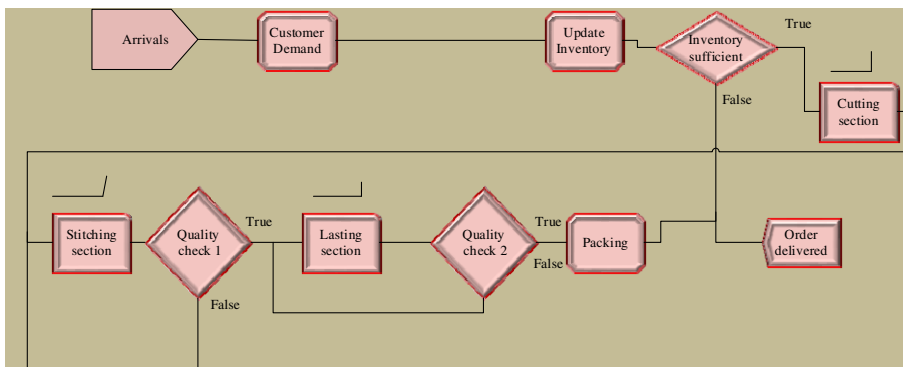 Arrivals
Customer
Demand
Update
Inventory
Inventory
sufficient
True
False
Cutting
section
Stitching
section
Quality
check 1
True
False
Lasting
section
Quality
check 2
True
False
Packing
Order
delivered